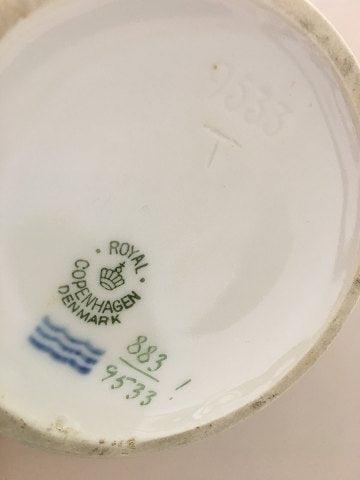 9533
T
· ROYAL ·
COPENHAGEN
DENMARK
883
9533